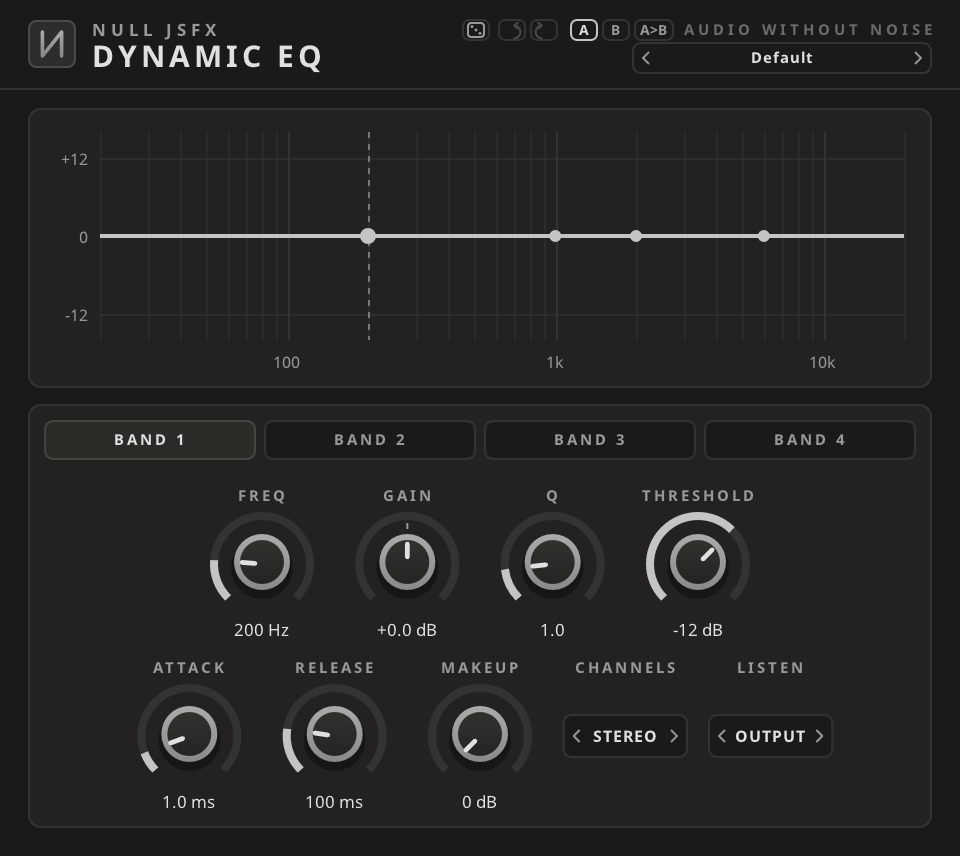 NULL JSFX
DYNAMIC EQ
A B A>B AUDIO WITHOUT NOISE
Default
+12
0
-12
100 1k 10k
BAND 1 BAND 2 BAND 3 BAND 4
FREQ GAIN Q THRESHOLD
200 Hz +0.0 dB 1.0 -12 dB
ATTACK RELEASE MAKEUP CHANNELS LISTEN
STEREO OUTPUT
1.0 ms 100 ms 0 dB